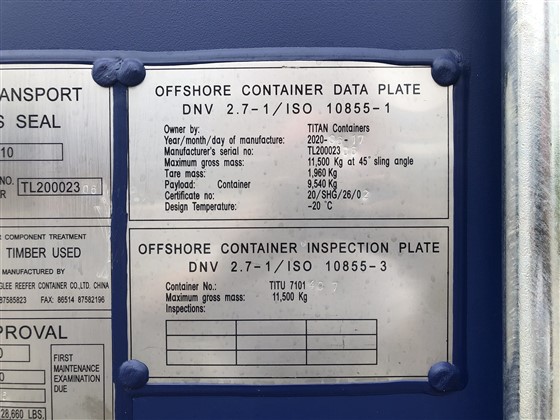 TRANSPORT
S SEAL
10
NO.
TL200023
COMPONENT TREATMENT
TIMBER USED
MANUFACTURED BY
GLEE REEFER CONTAINER CO.,LTD. CHINA
87585823 FAX: 86514 87582196
APPROVAL
FIRST
MAINTENANCE
EXAMINATION
DUE
28,660 LBS.
OFFSHORE CONTAINER DATA PLATE
DNV 2.7-1/ISO 10855-1
Owner by: TITAN Containers
Year/month/day of manufacture: 2020-
Manufacturer's serial no: TL200023
Maximum gross mass: 11,500 Kg at 45° sling angle
Tare mass: 1,960 Kg
Payload: Container 9,540 Kg
Certificate no: 20/SHG/26/02
Design Temperature: -20 °C
OFFSHORE CONTAINER INSPECTION PLATE
DNV 2.7-1/ISO 10855-3
Container No.: TITU 7101
Maximum gross mass: 11,500 Kg
Inspections: